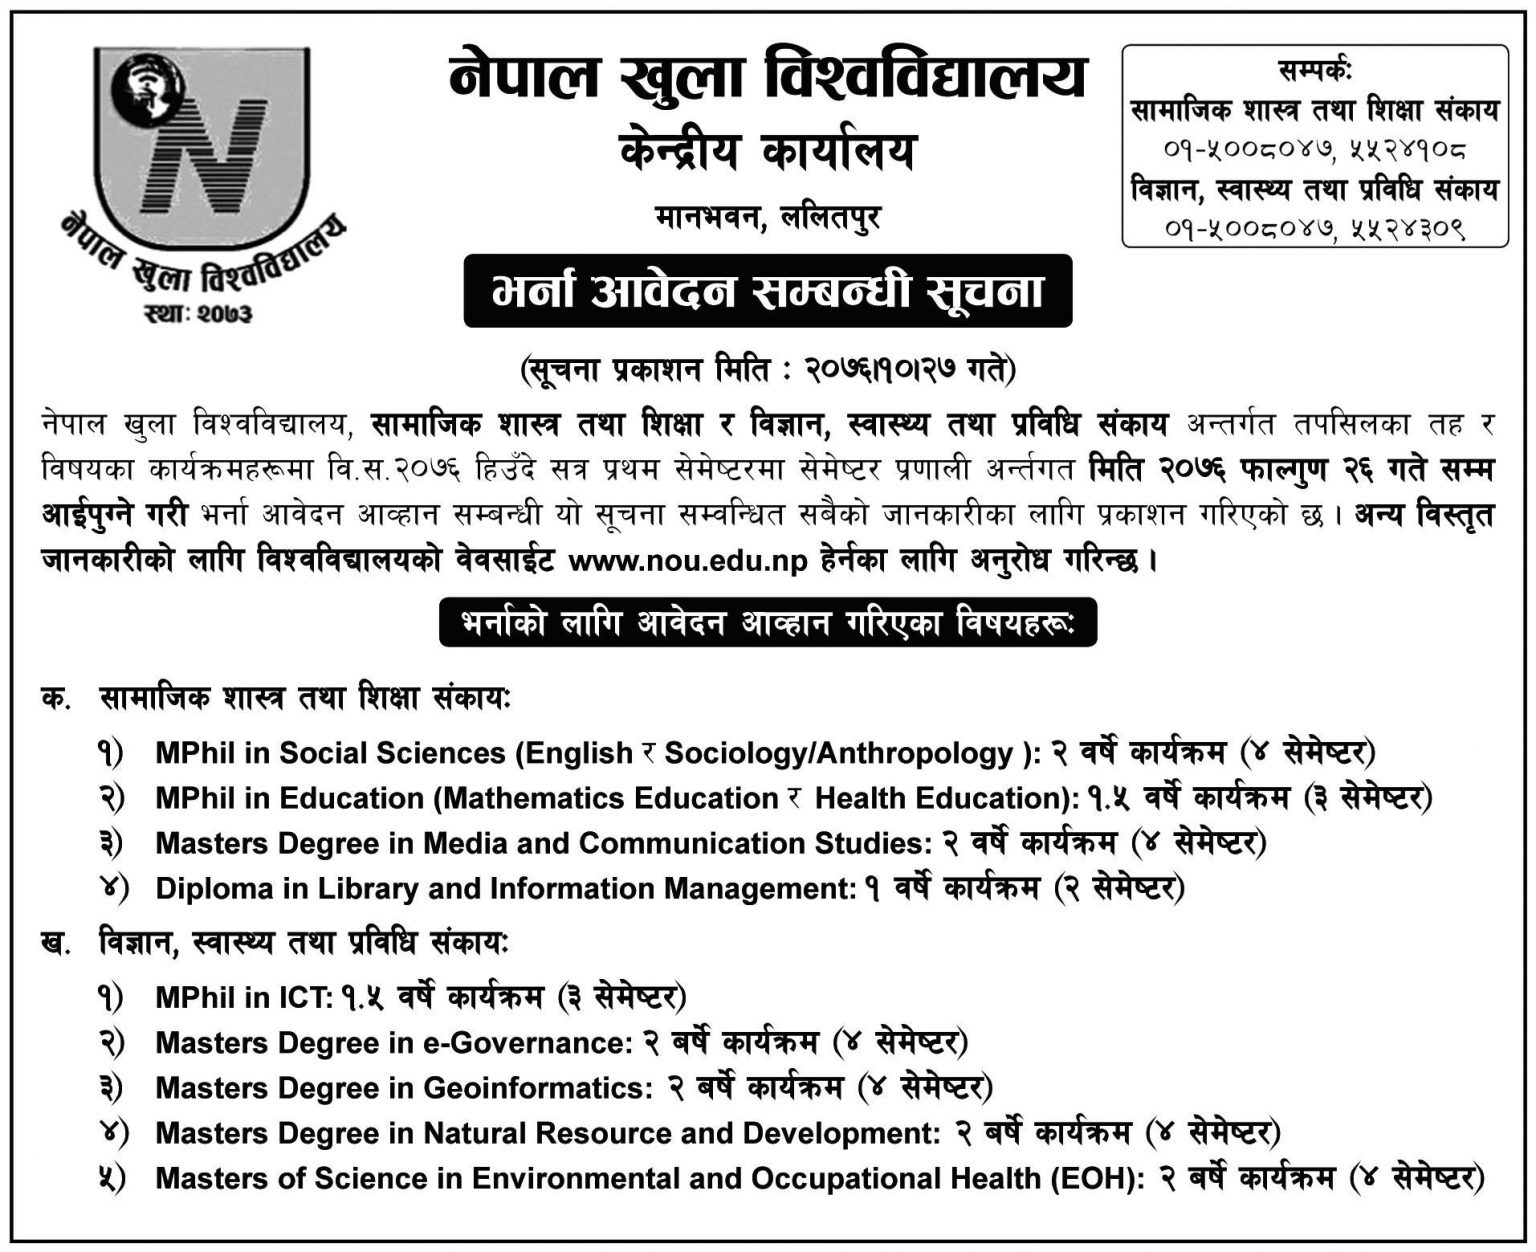 नेपाल खुला विश्वविद्यालय
स्था: २०७३
नेपाल खुला विश्वविद्यालय
केन्द्रीय कार्यालय
मानभवन, ललितपुर
सम्पर्क:
सामाजिक शास्त्र तथा शिक्षा संकाय
०१-५००८०४७, ५५२४१०८
विज्ञान, स्वास्थ्य तथा प्रविधि संकाय
०१-५००८०४७, ५५२४३०९
भर्ना आवेदन सम्बन्धी सूचना
(सूचना प्रकाशन मिति : २०७६।१०।२७ गते)
नेपाल खुला विश्वविद्यालय, सामाजिक शास्त्र तथा शिक्षा र विज्ञान, स्वास्थ्य तथा प्रविधि संकाय अन्तर्गत तपसिलका तह र
विषयका कार्यक्रमहरूमा वि.स.२०७६ हिउँदे सत्र प्रथम सेमेष्टरमा सेमेष्टर प्रणाली अर्न्तगत मिति २०७६ फाल्गुण २६ गते सम्म
आईपुग्ने गरी भर्ना आवेदन आव्हान सम्बन्धी यो सूचना सम्वन्धित सबैको जानकारीका लागि प्रकाशन गरिएको छ । अन्य विस्तृत
जानकारीको लागि विश्वविद्यालयको वेवसाईट www.nou.edu.np हेर्नका लागि अनुरोध गरिन्छ ।
भर्नाको लागि आवेदन आव्हान गरिएका विषयहरू:
क. सामाजिक शास्त्र तथा शिक्षा संकाय:
१) MPhil in Social Sciences (English र Sociology/Anthropology ): २ वर्षे कार्यक्रम (४ सेमेष्टर)
२) MPhil in Education (Mathematics Education र Health Education): १.५ वर्षे कार्यक्रम (३ सेमेष्टर)
३) Masters Degree in Media and Communication Studies: २ वर्षे कार्यक्रम (४ सेमेष्टर)
४) Diploma in Library and Information Management: १ वर्षे कार्यक्रम (२ सेमेष्टर)
ख. विज्ञान, स्वास्थ्य तथा प्रविधि संकाय:
१) MPhil in ICT: १.५ वर्षे कार्यक्रम (३ सेमेष्टर)
२) Masters Degree in e-Governance: २ बर्षे कार्यक्रम (४ सेमेष्टर)
३) Masters Degree in Geoinformatics: २ बर्षे कार्यक्रम (४ सेमेष्टर)
४) Masters Degree in Natural Resource and Development: २ बर्षे कार्यक्रम (४ सेमेष्टर)
५) Masters of Science in Environmental and Occupational Health (EOH): २ बर्षे कार्यक्रम (४ सेमेष्टर)